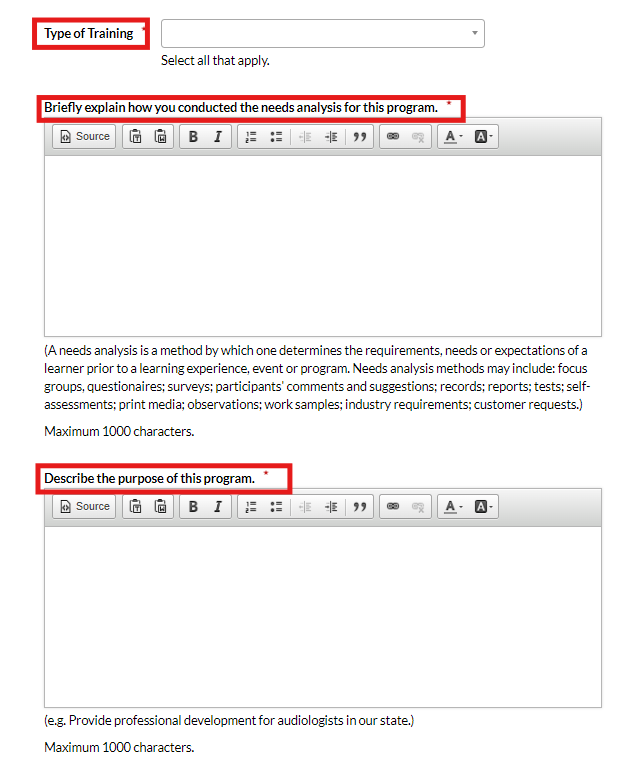 Type of Training *
Select all that apply.
Briefly explain how you conducted the needs analysis for this program. *
Source B I A A
(A needs analysis is a method by which one determines the requirements, needs or expectations of a
learner prior to a learning experience, event or program. Needs analysis methods may include: focus
groups, questionaires; surveys; participants' comments and suggestions; records; reports; tests; self-
assessments; print media; observations; work samples; industry requirements; customer requests.)
Maximum 1000 characters.
Describe the purpose of this program. *
Source B I A A
(e.g. Provide professional development for audiologists in our state.)
Maximum 1000 characters.